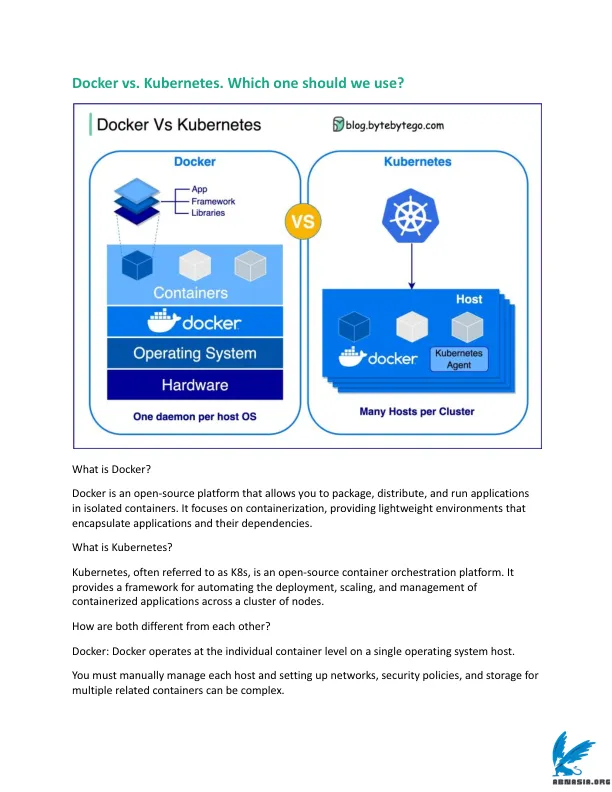 Docker vs. Kubernetes. Which one should we use?
Docker Vs Kubernetes
blog.bytebytego.com
Docker
App
Framework
Libraries
Containers
docker
Operating System
Hardware
One daemon per host OS
VS
Kubernetes
Host
docker
Kubernetes
Agent
Many Hosts per Cluster
What is Docker?
Docker is an open-source platform that allows you to package, distribute, and run applications
in isolated containers. It focuses on containerization, providing lightweight environments that
encapsulate applications and their dependencies.
What is Kubernetes?
Kubernetes, often referred to as K8s, is an open-source container orchestration platform. It
provides a framework for automating the deployment, scaling, and management of
containerized applications across a cluster of nodes.
How are both different from each other?
Docker: Docker operates at the individual container level on a single operating system host.
You must manually manage each host and setting up networks, security policies, and storage for
multiple related containers can be complex.
ABNASIA.ORG